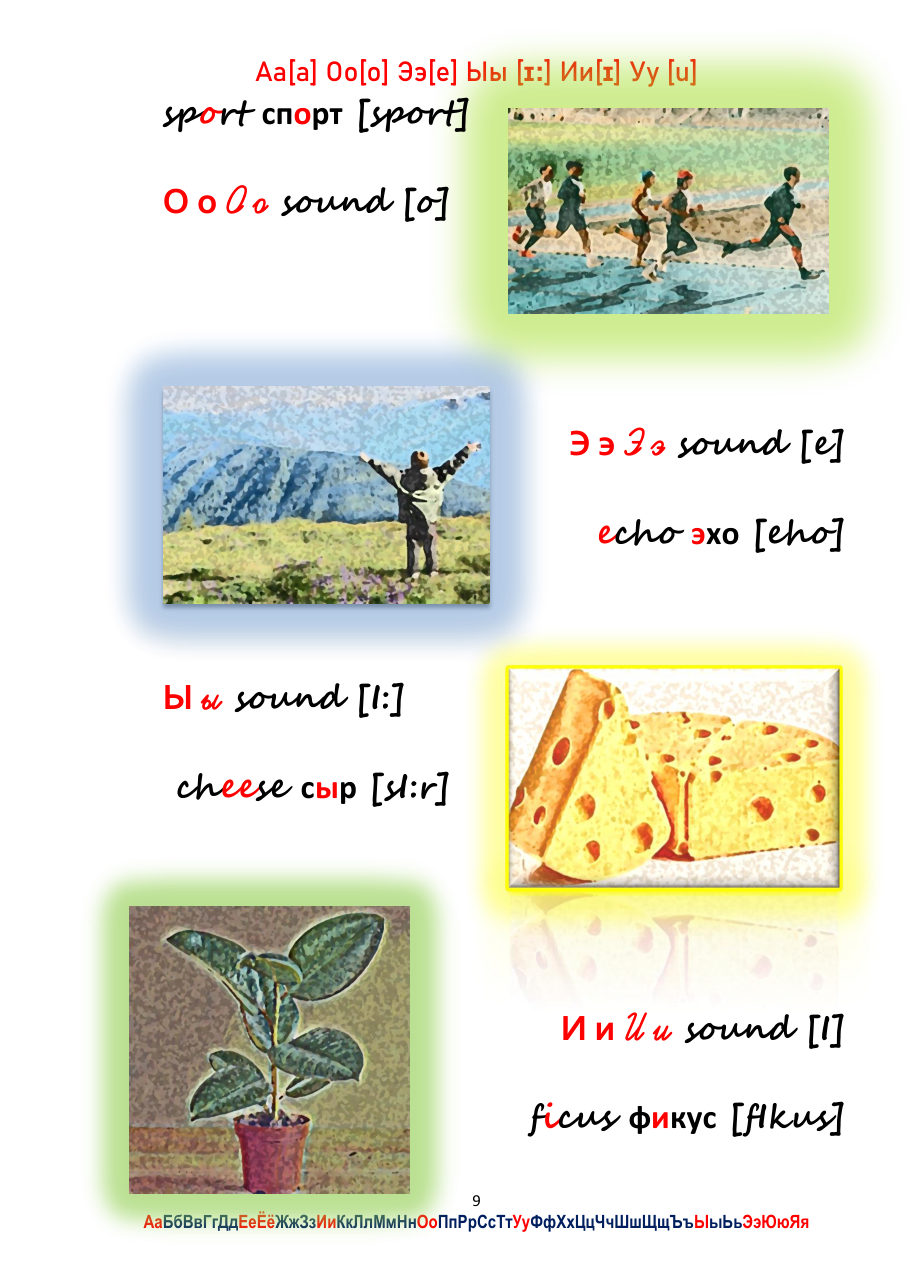 Аа[a] Оо[o] Ээ[e] Ыы [ɪ:] Ии[ɪ] Уу [u]
sport спорт [sport]
О о О о sound [o]
Э э Э э sound [e]
echo эхо [eho]
Ы ы sound [I:]
cheese сыр [sI:r]
И и И и sound [I]
ficus фикус [fIkus]
9
АаБбВвГгДдЕеЁёЖжЗзИиКкЛлМмНнОоПпРрСсТтУуФфХхЦцЧчШшЩщЪъЫыЬьЭэЮюЯя